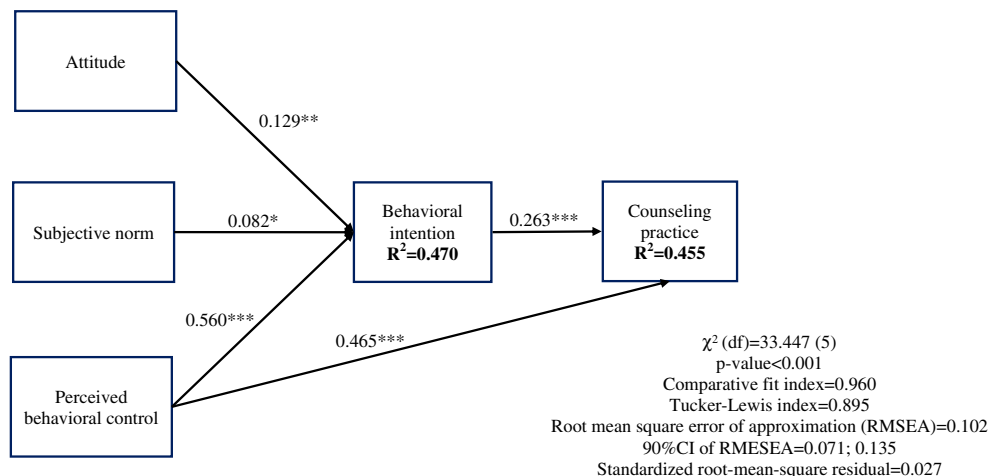 Attitude
0.129**
Subjective norm
0.082*
Behavioral
intention
R²=0.470
0.263***
Counseling
practice
R²=0.455
0.560***
0.465***
Perceived
behavioral control
χ² (df)=33.447 (5)
p-value<0.001
Comparative fit index=0.960
Tucker-Lewis index=0.895
Root mean square error of approximation (RMSEA)=0.102
90%CI of RMESEA=0.071; 0.135
Standardized root-mean-square residual=0.027